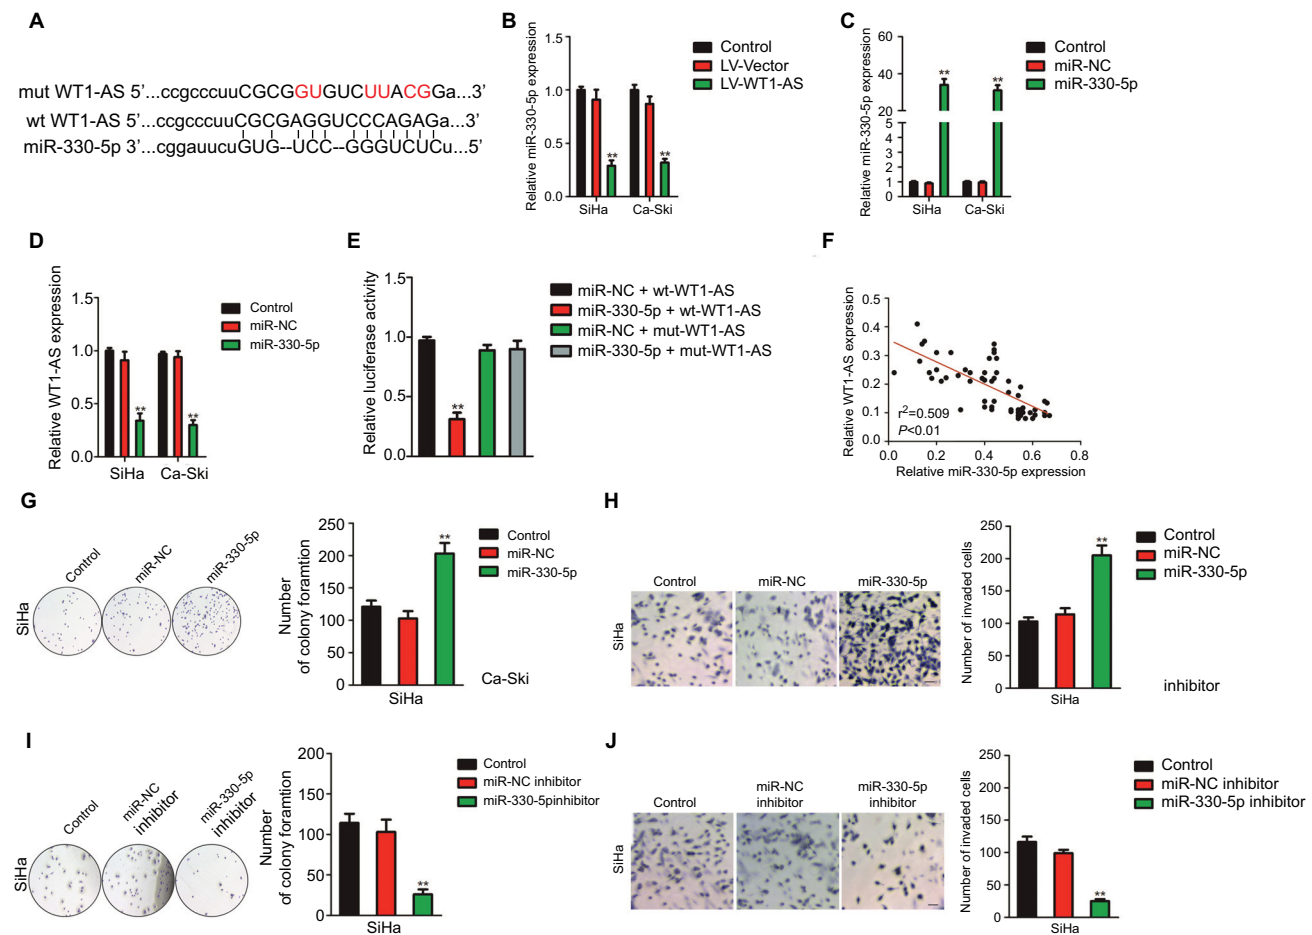 A
mut WT1-AS 5’...ccgcccuuCGCGGUGUCUUACGGa...3’
wt WT1-AS 5’...ccgcccuuCGCGAGGUCCCAGAGa...3’
miR-330-5p 3’...cggauucuGUG--UCC--GGGUCUCu...5’
B
Relative miR-330-5p expression
1.5
1.0
0.5
0.0
**
**
SiHa
Ca-Ski
Control
LV-Vector
LV-WT1-AS
C
Relative miR-330-5p expression
60
40
20
5
4
3
2
1
0
**
**
SiHa
Ca-Ski
Control
miR-NC
miR-330-5p
D
Relative WT1-AS expression
1.5
1.0
0.5
0.0
**
**
SiHa
Ca-Ski
Control
miR-NC
miR-330-5p
E
Relative luciferase activity
1.5
1.0
0.5
0.0
**
miR-NC + wt-WT1-AS
miR-330-5p + wt-WT1-AS
miR-NC + mut-WT1-AS
miR-330-5p + mut-WT1-AS
F
Relative WT1-AS expression
0.5
0.4
0.3
0.2
0.1
0.0
r²=0.509
P<0.01
0.0
0.2
0.4
0.6
0.8
Relative miR-330-5p expression
G
Control
miR-NC
miR-330-5p
SiHa
Number
of colony foramtion
250
200
150
100
50
0
**
SiHa
Control
miR-NC
miR-330-5p
Ca-Ski
H
Control
miR-NC
miR-330-5p
SiHa
Number of invaded cells
250
200
150
100
50
0
**
SiHa
Control
miR-NC
miR-330-5p
inhibitor
I
Control
miR-NC
inhibitor
miR-330-5p
inhibitor
SiHa
Number
of colony foramtion
200
150
100
50
0
**
SiHa
Control
miR-NC inhibitor
miR-330-5pinhibitor
J
Control
miR-NC
inhibitor
miR-330-5p
inhibitor
SiHa
Number of invaded cells
250
200
150
100
50
0
**
SiHa
Control
miR-NC inhibitor
miR-330-5p inhibitor